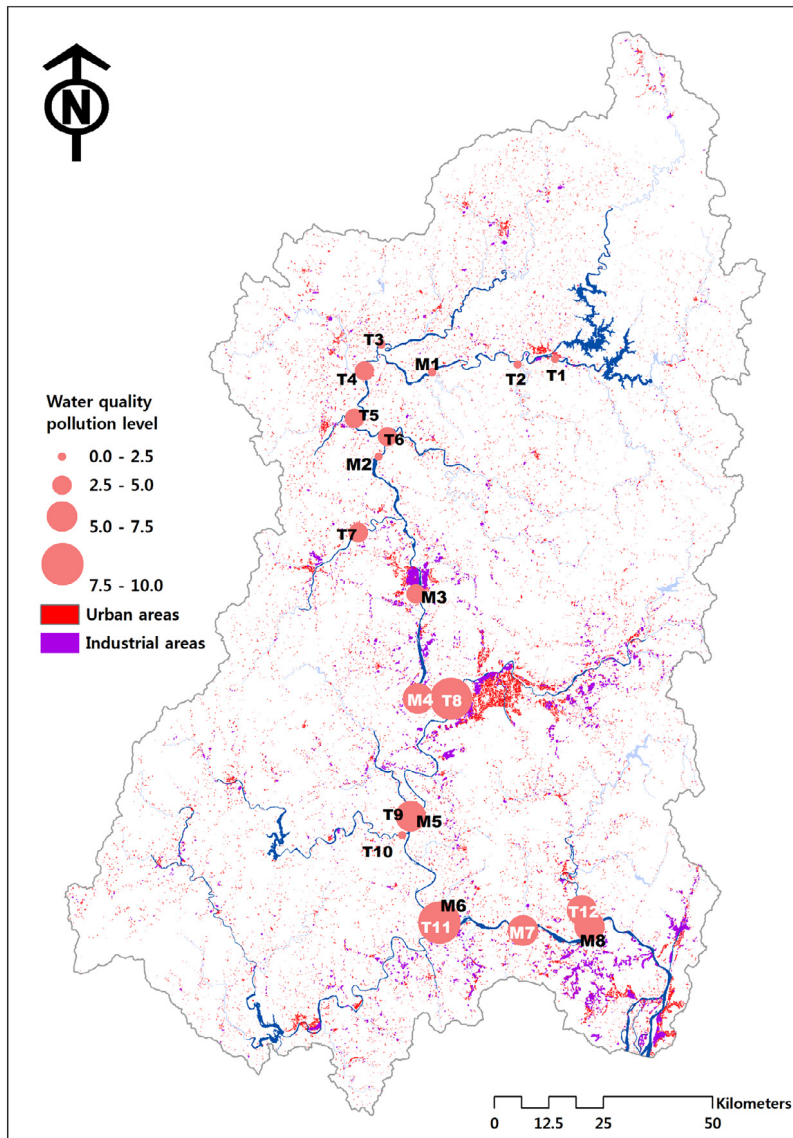 N
T3
M1
T2
T1
T4
T5
T6
M2
Water quality
pollution level
0.0 - 2.5
2.5 - 5.0
5.0 - 7.5
7.5 - 10.0
Urban areas
Industrial areas
T7
M3
M4
T8
T9
M5
T10
M6
T11
M7
T12
M8
Kilometers
0 12.5 25 50